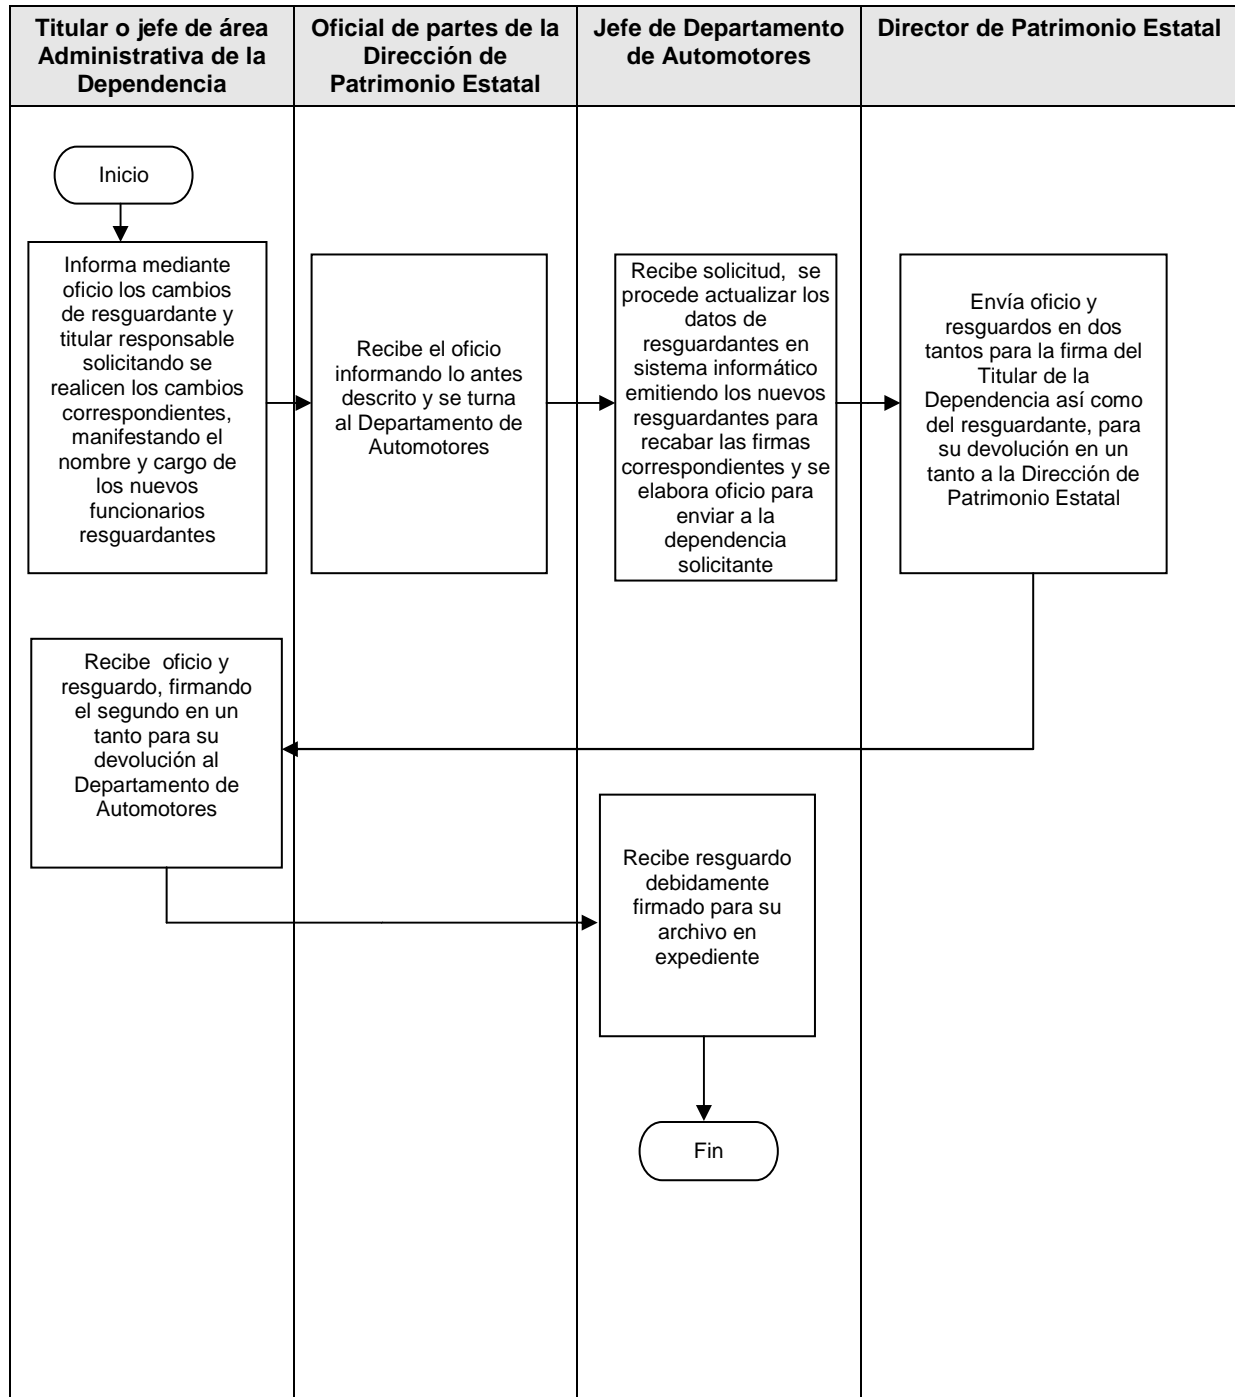 Titular o jefe de área
Administrativa de la
Dependencia
Oficial de partes de la
Dirección de
Patrimonio Estatal
Jefe de Departamento
de Automotores
Director de Patrimonio Estatal
Inicio
Informa mediante
oficio los cambios
de resguardante y
titular responsable
solicitando se
realicen los cambios
correspondientes,
manifestando el
nombre y cargo de
los nuevos
funcionarios
resguardantes
Recibe el oficio
informando lo antes
descrito y se turna
al Departamento de
Automotores
Recibe solicitud, se
procede actualizar los
datos de
resguardantes en
sistema informático
emitiendo los nuevos
resguardantes para
recabar las firmas
correspondientes y se
elabora oficio para
enviar a la
dependencia
solicitante
Envía oficio y
resguardos en dos
tantos para la firma del
Titular de la
Dependencia así como
del resguardante, para
su devolución en un
tanto a la Dirección de
Patrimonio Estatal
Recibe oficio y
resguardo, firmando
el segundo en un
tanto para su
devolución al
Departamento de
Automotores
Recibe resguardo
debidamente
firmado para su
archivo en
expediente
Fin